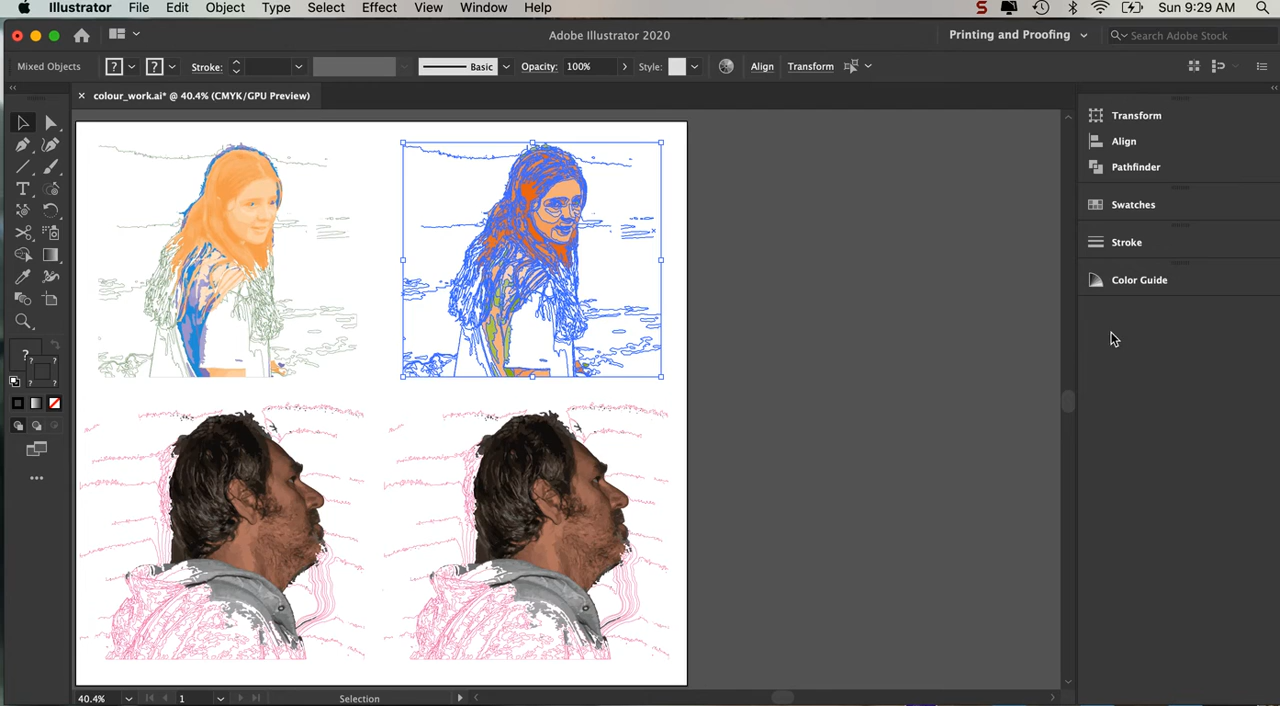 Illustrator File Edit Object Type Select Effect View Window Help S Sun 9:29 AM
Adobe Illustrator 2020 Printing and Proofing Search Adobe Stock
Mixed Objects ? ? Stroke: Basic Opacity: 100% Style: Align Transform
× colour_work.ai* @ 40.4% (CMYK/GPU Preview)
Transform
Align
Pathfinder
Swatches
Stroke
Color Guide
T
? ? ?
? ?
40.4% 1 Selection